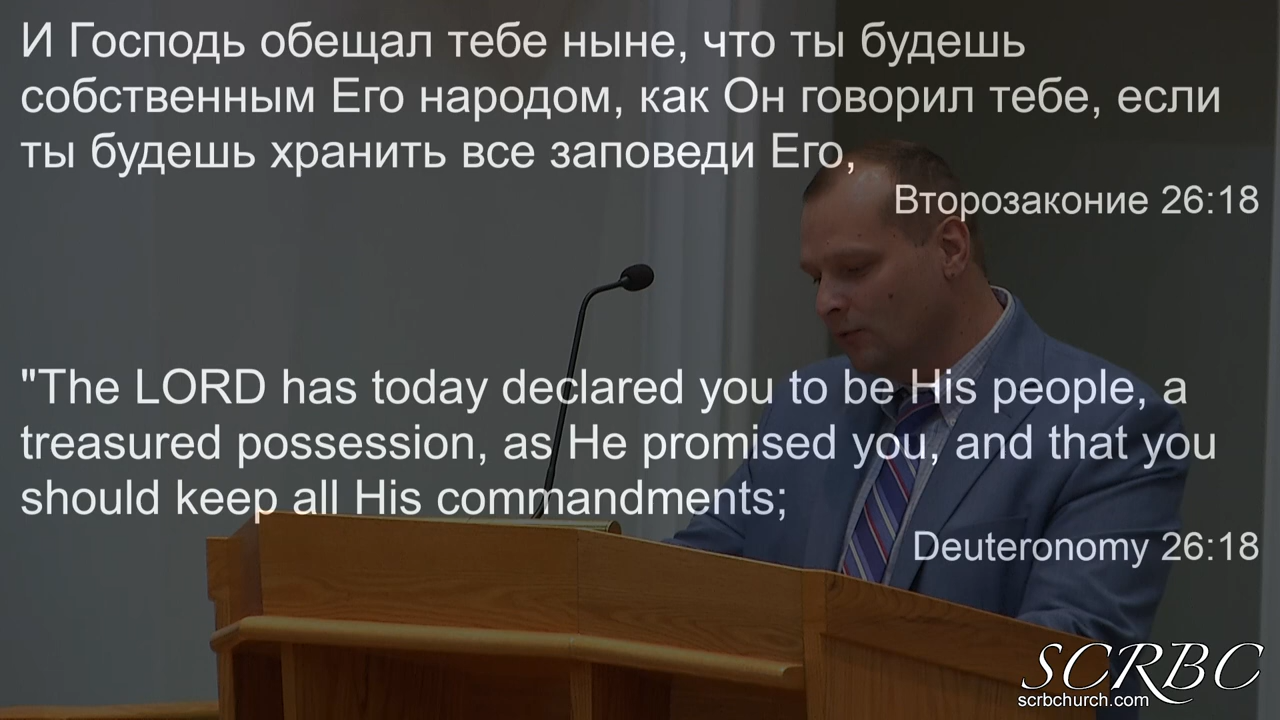 И Господь обещал тебе ныне, что ты будешь
собственным Его народом, как Он говорил тебе, если
ты будешь хранить все заповеди Его,
Второзаконие 26:18
"The LORD has today declared you to be His people, a
treasured possession, as He promised you, and that you
should keep all His commandments;
Deuteronomy 26:18
SCRBC
scrbchurch.com